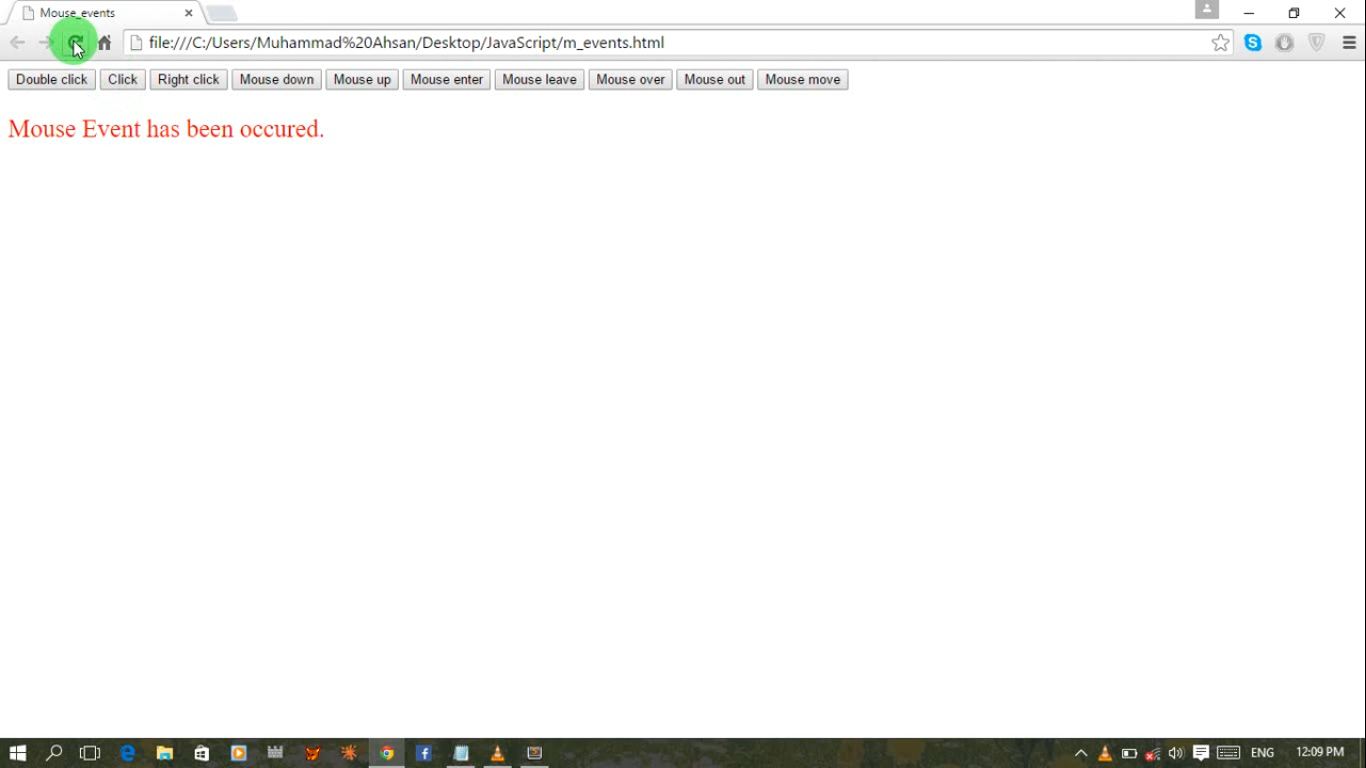 Mouse_events
file:///C:/Users/Muhammad%20Ahsan/Desktop/JavaScript/m_events.html
Double click Click Right click Mouse down Mouse up Mouse enter Mouse leave Mouse over Mouse out Mouse move
Mouse Event has been occured.
ENG 12:09 PM